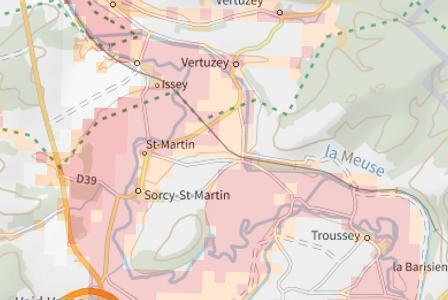 Vertuzey
Vertuzey
Issey
St-Martin
la Meuse
D39
Sorcy-St-Martin
Troussey
la Barisien